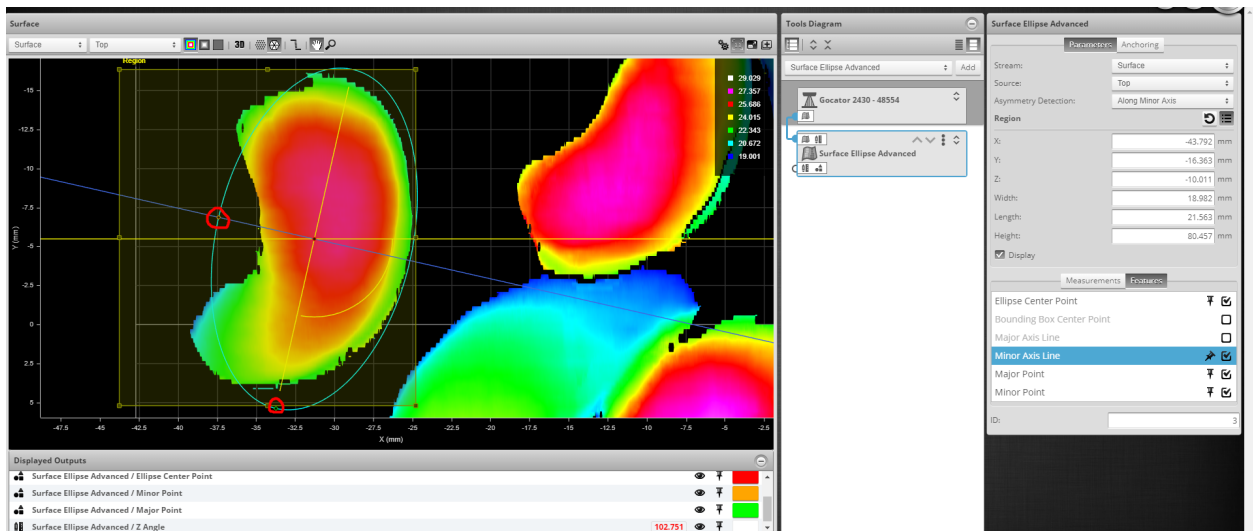 Surface
Tools Diagram
Surface Ellipse Advanced
Surface
Top
3D
Region
29.029
27.357
25.686
24.015
22.343
20.672
19.001
-15
-12.5
-10
-7.5
-5
-2.5
0
2.5
5
Y (mm)
-47.5
-45
-42.5
-40
-37.5
-35
-32.5
-30
-27.5
-25
-22.5
-20
-17.5
-15
-12.5
-10
-7.5
-5
-2.5
X (mm)
Displayed Outputs
Surface Ellipse Advanced / Ellipse Center Point
Surface Ellipse Advanced / Minor Point
Surface Ellipse Advanced / Major Point
Surface Ellipse Advanced / Z Angle 102.751
Surface Ellipse Advanced Add
Gocator 2430 - 48554
Surface Ellipse Advanced
Parameters Anchoring
Stream: Surface
Source: Top
Asymmetry Detection: Along Minor Axis
Region
X: -43.792 mm
Y: -16.363 mm
Z: -10.011 mm
Width: 18.982 mm
Length: 21.563 mm
Height: 80.457 mm
Display
Measurements Features
Ellipse Center Point
Bounding Box Center Point
Major Axis Line
Minor Axis Line
Major Point
Minor Point
ID: 3